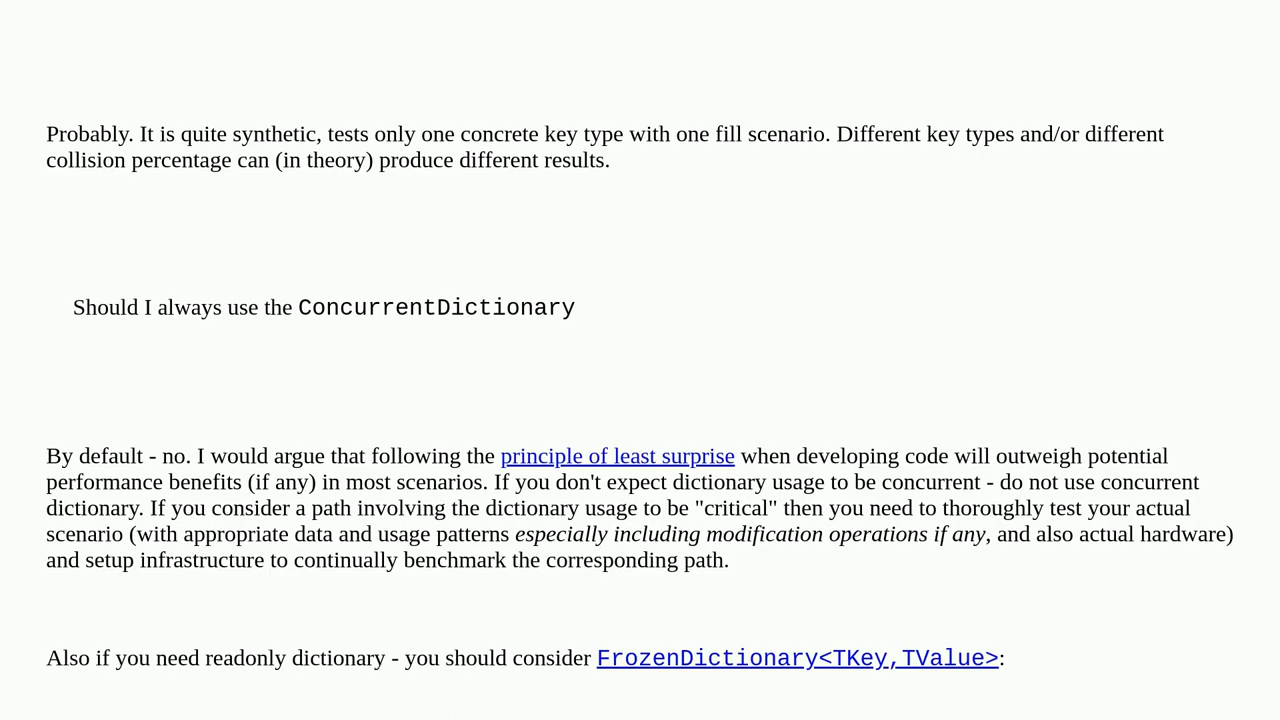 Probably. It is quite synthetic, tests only one concrete key type with one fill scenario. Different key types and/or different
collision percentage can (in theory) produce different results.
Should I always use the ConcurrentDictionary
By default - no. I would argue that following the principle of least surprise when developing code will outweigh potential
performance benefits (if any) in most scenarios. If you don't expect dictionary usage to be concurrent - do not use concurrent
dictionary. If you consider a path involving the dictionary usage to be "critical" then you need to thoroughly test your actual
scenario (with appropriate data and usage patterns especially including modification operations if any, and also actual hardware)
and setup infrastructure to continually benchmark the corresponding path.
Also if you need readonly dictionary - you should consider FrozenDictionary<TKey,TValue>: